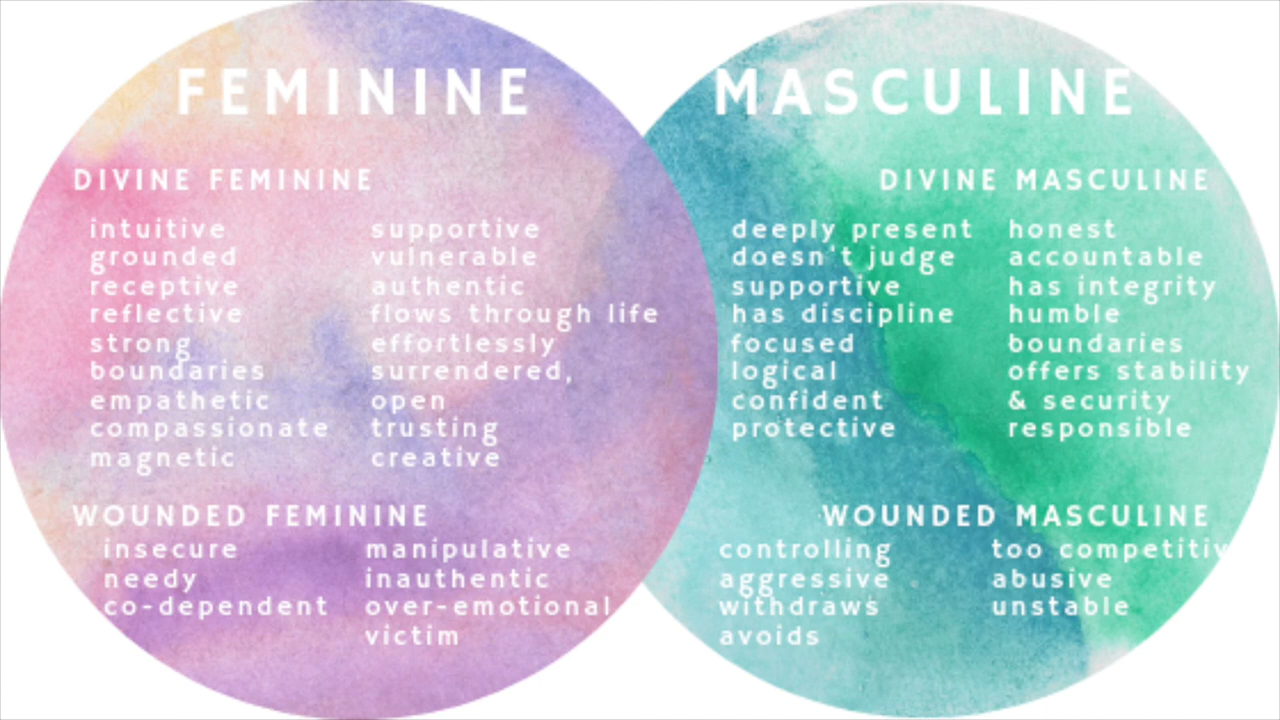 FEMININE
DIVINE FEMININE
intuitive
grounded
receptive
reflective
strong
boundaries
empathetic
compassionate
magnetic
supportive
vulnerable
authentic
flows through life
effortlessly
surrendered,
open
trusting
creative
WOUNDED FEMININE
insecure
needy
co-dependent
manipulative
inauthentic
over-emotional
victim
MASCULINE
DIVINE MASCULINE
deeply present
doesn't judge
supportive
has discipline
focused
logical
confident
protective
honest
accountable
has integrity
humble
boundaries
offers stability
& security
responsible
WOUNDED MASCULINE
controlling
aggressive
withdraws
avoids
too competitiv
abusive
unstable